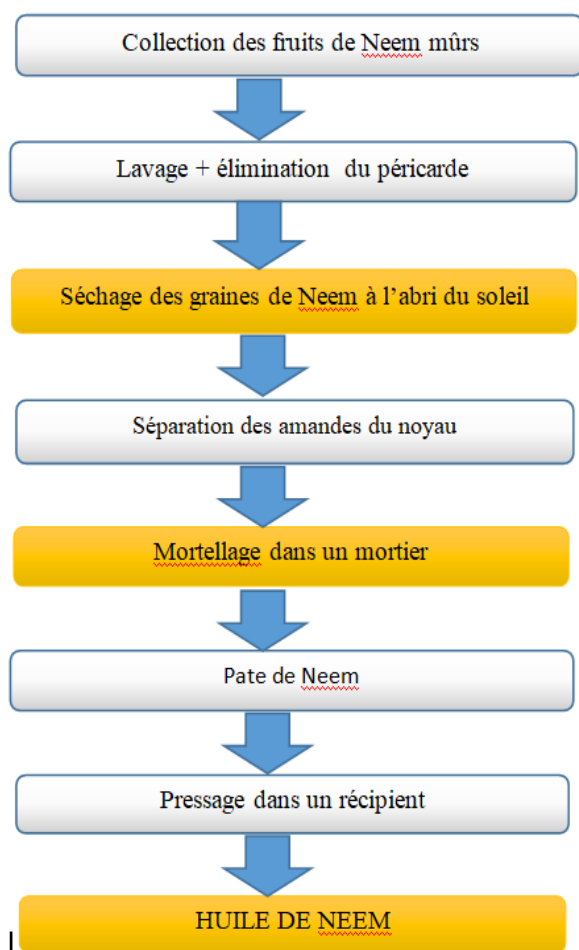 Collection des fruits de Neem mûrs
Lavage + élimination du péricarde
Séchage des graines de Neem à l’abri du soleil
Séparation des amandes du noyau
Mortellage dans un mortier
Pate de Neem
Pressage dans un récipient
HUILE DE NEEM